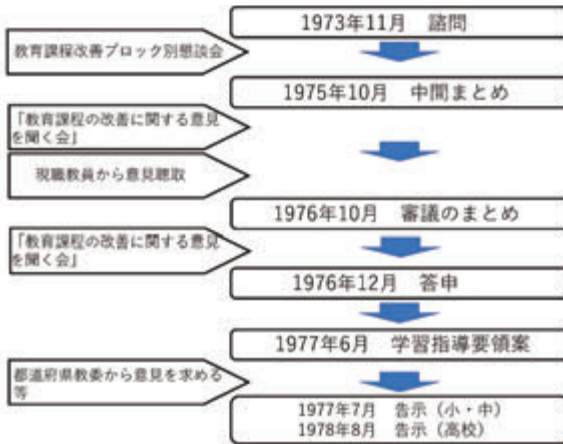 1973年11月　諮問
教育課程改善ブロック別懇談会
1975年10月　中間まとめ
「教育課程の改善に関する意見
を聞く会」
現職教員から意見聴取
1976年10月　審議のまとめ
「教育課程の改善に関する意見
を聞く会」
1976年12月　答申
1977年6月　学習指導要領案
都道府県教委から意見を求める
等
1977年7月　告示（小・中）
1978年8月　告示（高校）